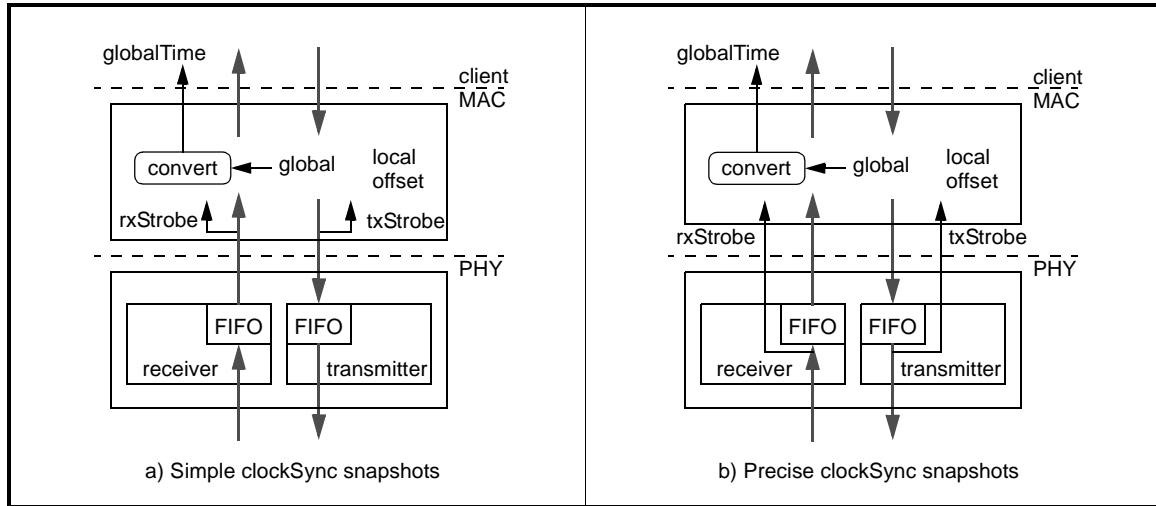 globalTime
client
MAC
convert
global
local
offset
rxStrobe
txStrobe
PHY
FIFO
FIFO
receiver
transmitter
a) Simple clockSync snapshots
globalTime
client
MAC
convert
global
local
offset
rxStrobe
txStrobe
PHY
FIFO
FIFO
receiver
transmitter
b) Precise clockSync snapshots